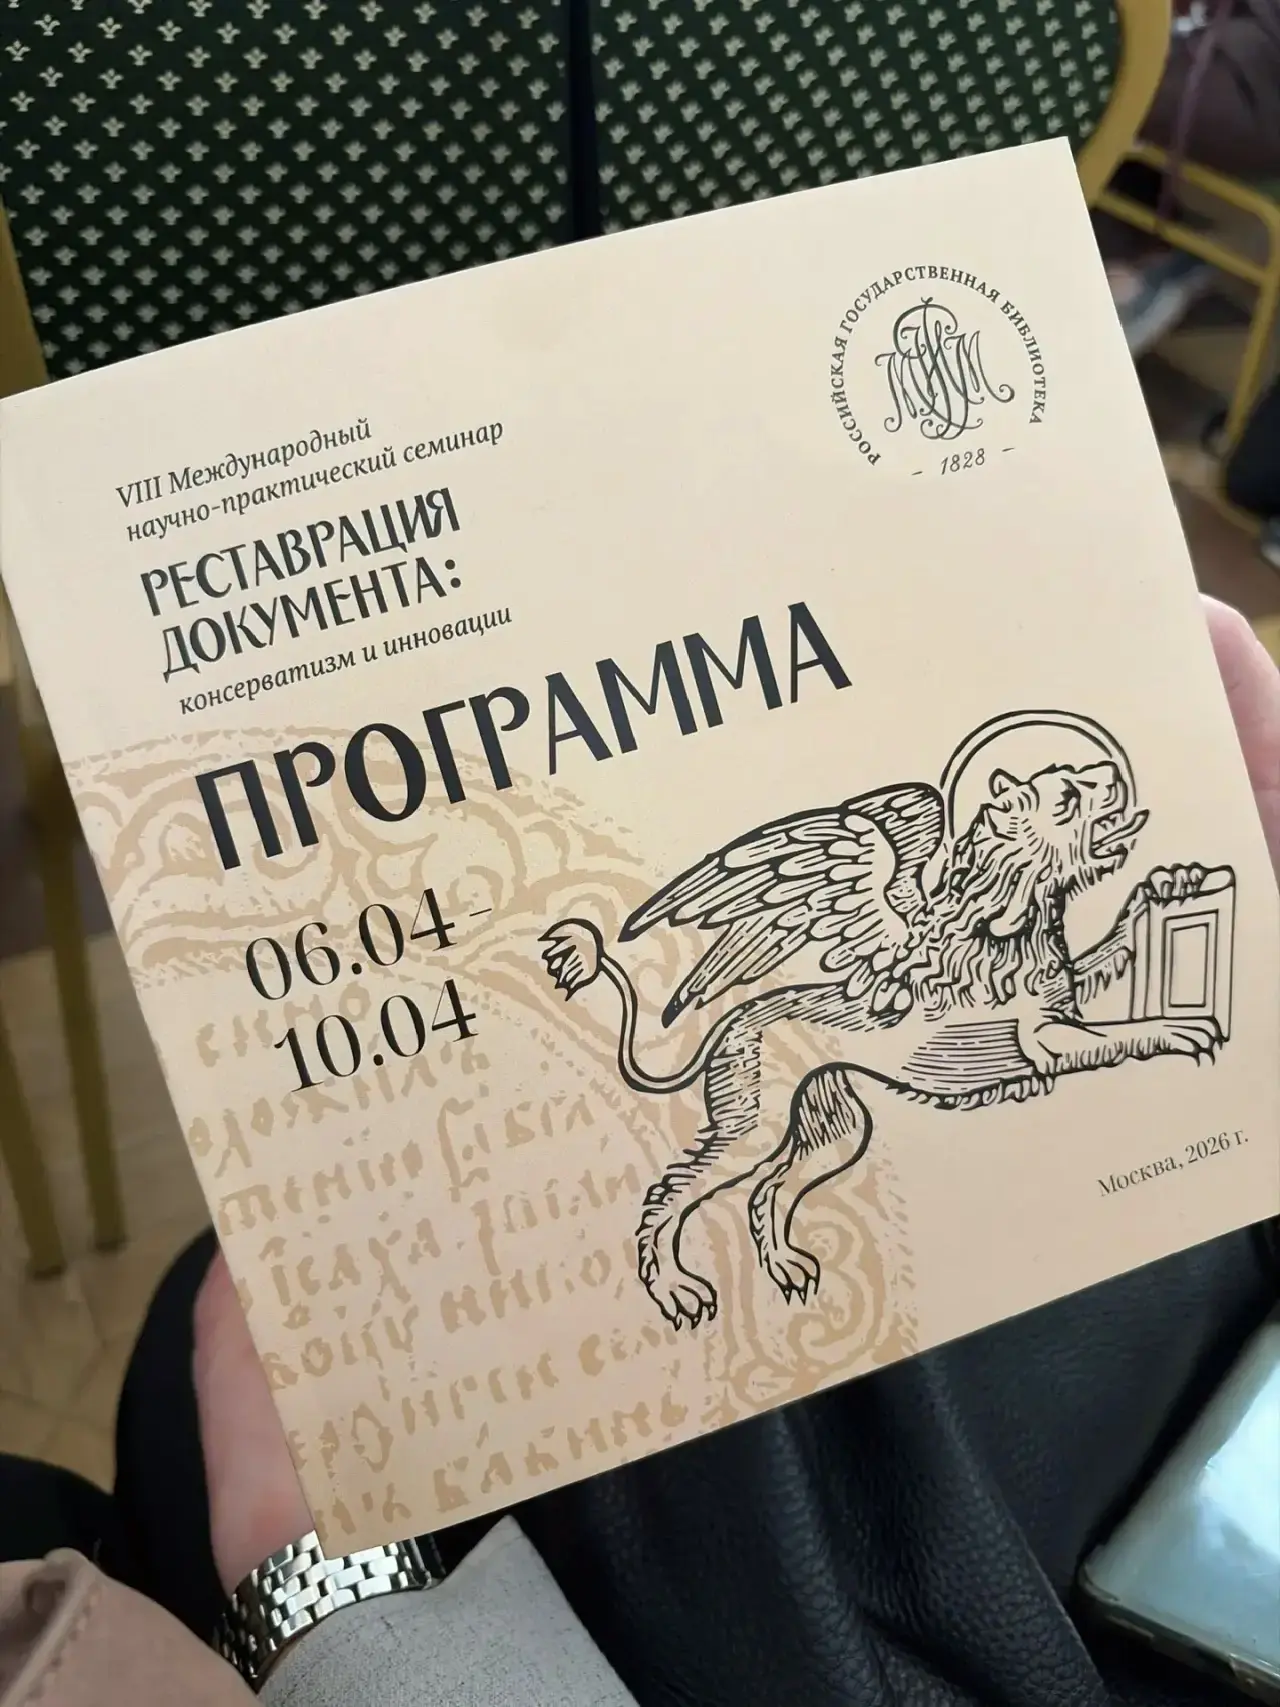 РОССИЙСКАЯ ГОСУДАРСТВЕННАЯ БИБЛИОТЕКА
- 1828 -
VIII Международный
научно-практический семинар
РЕСТАВРАЦИЯ
ДОКУМЕНТА:
консерватизм и инновации
ПРОГРАММА
06.04-
10.04
Москва, 2026 г.